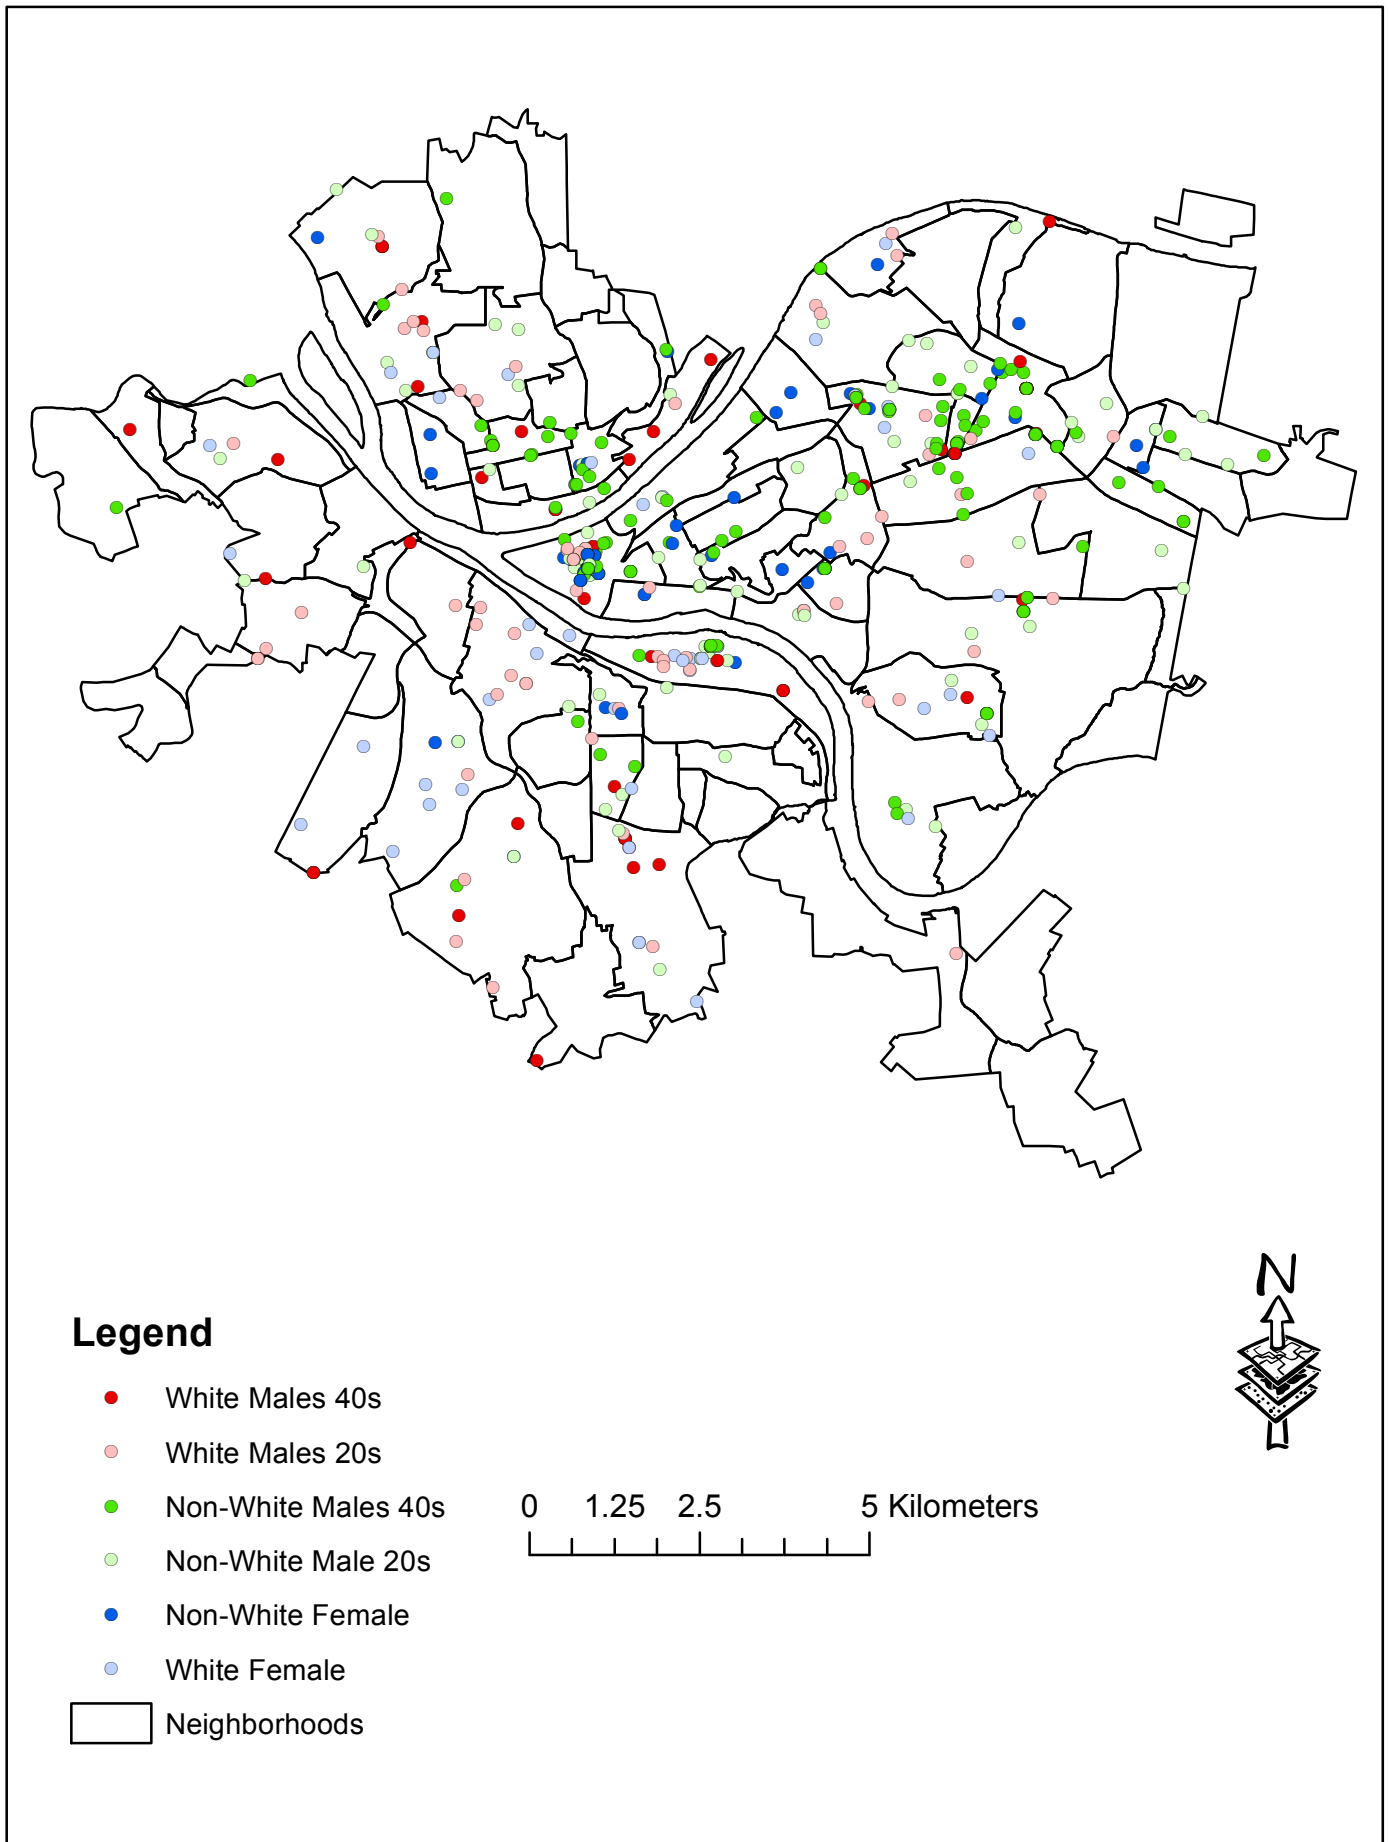 N
Legend
White Males 40s
White Males 20s
Non-White Males 40s
0 1.25 2.5 5 Kilometers
Non-White Male 20s
Non-White Female
White Female
Neighborhoods